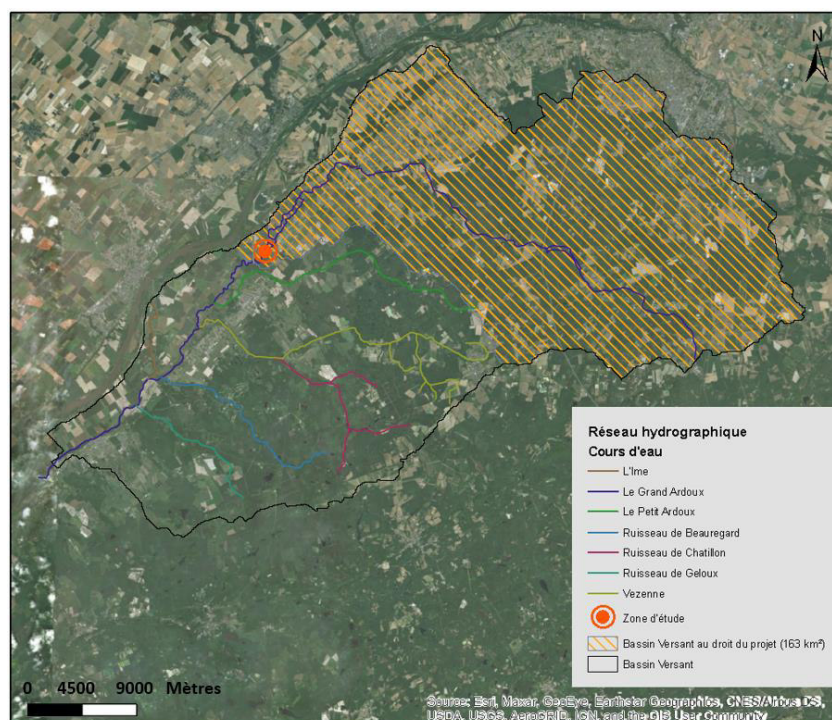 N
Réseau hydrographique
Cours d'eau
L'Ime
Le Grand Ardoux
Le Petit Ardoux
Ruisseau de Beauregard
Ruisseau de Chatillon
Ruisseau de Geloux
Vezenne
Zone d'étude
Bassin Versant au droit du projet (163 km²)
Bassin Versant
0 4500 9000 Mètres
Source: Esri, Maxar, GeoEye, Earthstar Geographics, CNES/Airbus DS,
USDA, USGS, AeroGRID, IGN, and the GIS User Community